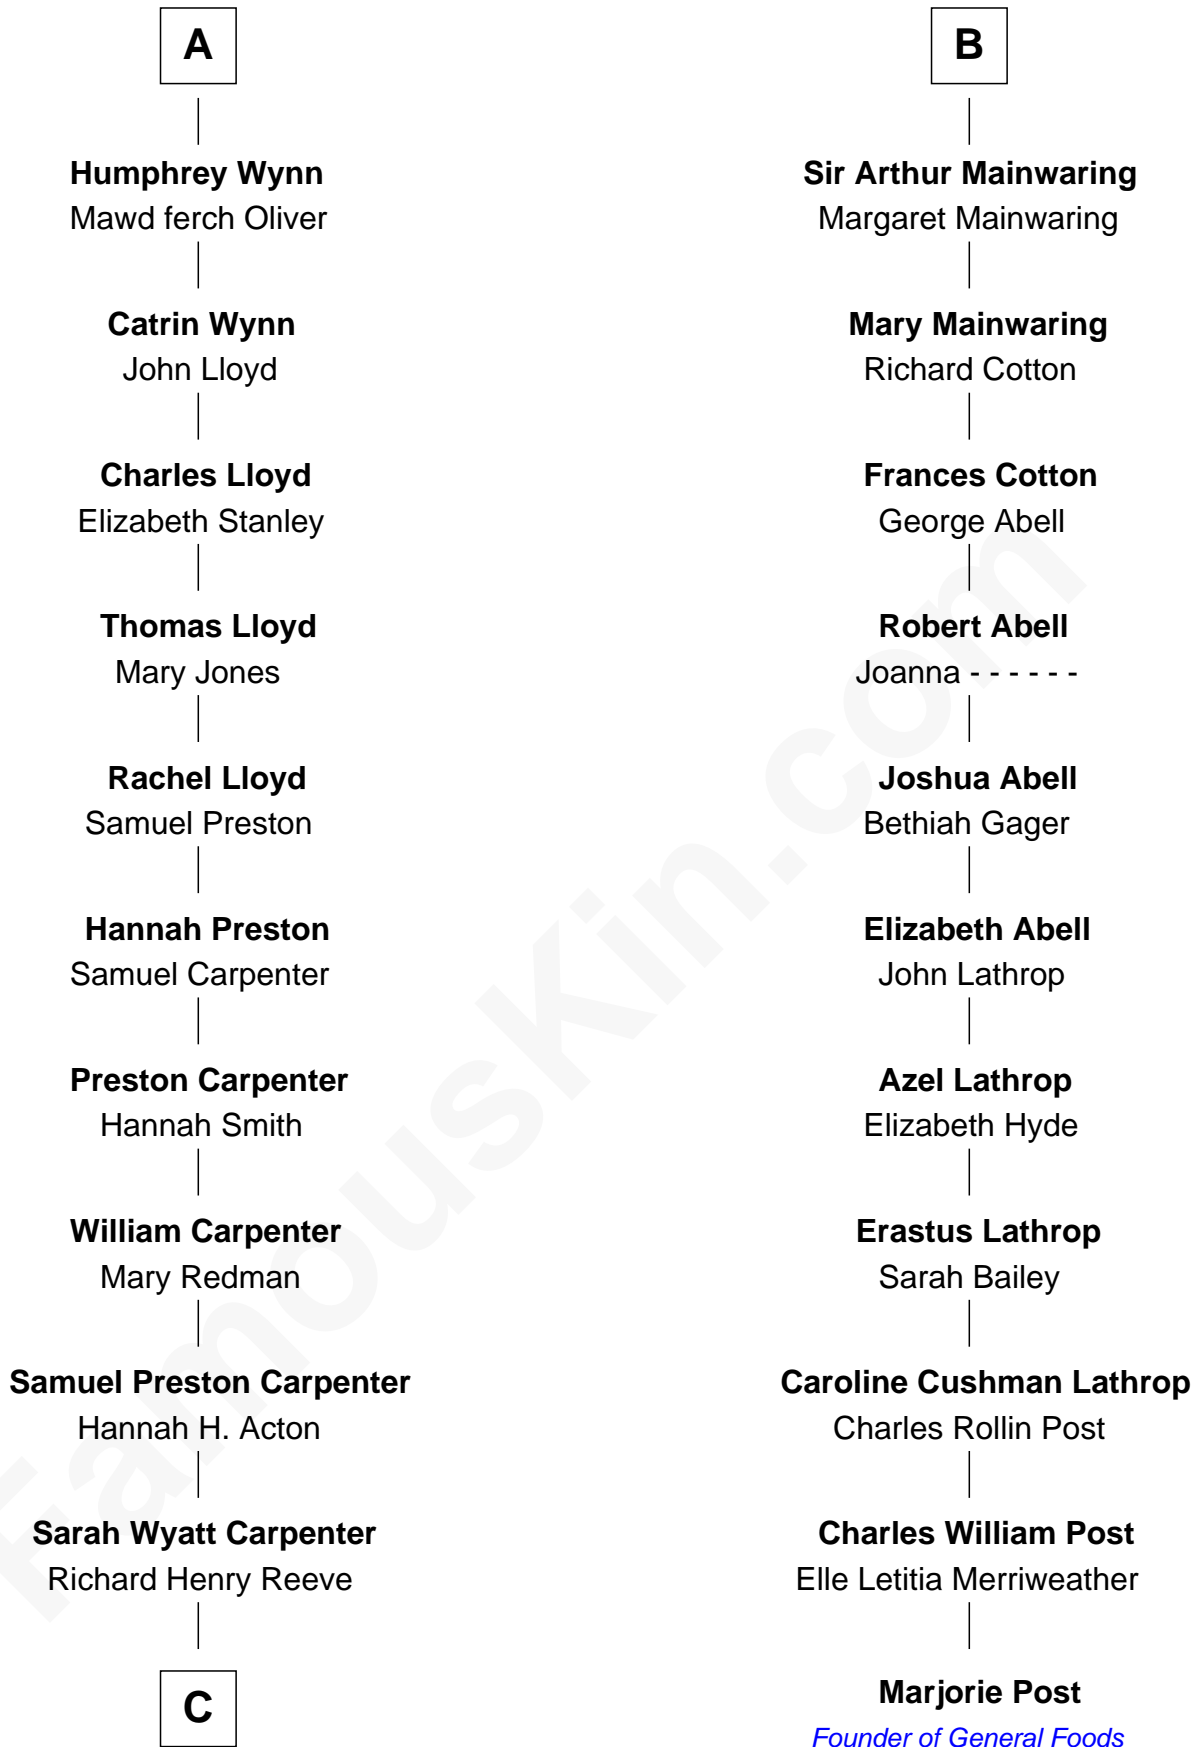 A
Humphrey Wynn
Mawd ferch Oliver
Catrin Wynn
John Lloyd
Charles Lloyd
Elizabeth Stanley
Thomas Lloyd
Mary Jones
Rachel Lloyd
Samuel Preston
Hannah Preston
Samuel Carpenter
Preston Carpenter
Hannah Smith
William Carpenter
Mary Redman
Samuel Preston Carpenter
Hannah H. Acton
Sarah Wyatt Carpenter
Richard Henry Reeve
C
B
Sir Arthur Mainwaring
Margaret Mainwaring
Mary Mainwaring
Richard Cotton
Frances Cotton
George Abell
Robert Abell
Joanna - - - - - -
Joshua Abell
Bethiah Gager
Elizabeth Abell
John Lathrop
Azel Lathrop
Elizabeth Hyde
Erastus Lathrop
Sarah Bailey
Caroline Cushman Lathrop
Charles Rollin Post
Charles William Post
Elle Letitia Merriweather
Marjorie Post
Founder of General Foods
FamousKin.com